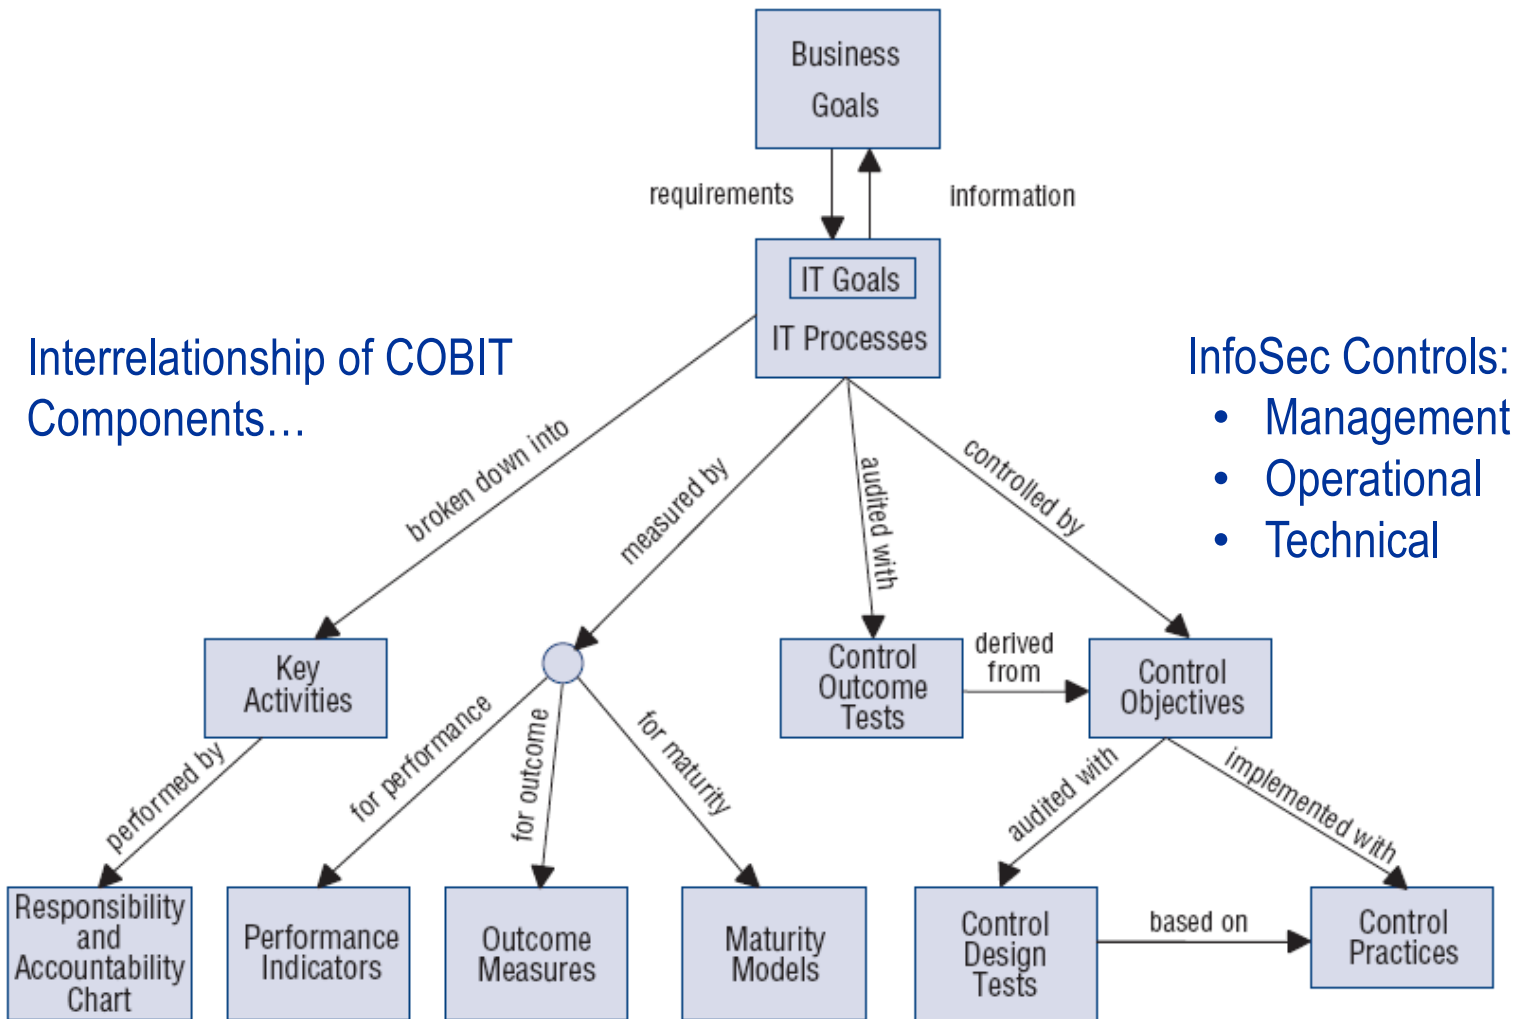 Business
Goals
requirements
information
IT Goals
IT Processes
Interrelationship of COBIT
Components…
InfoSec Controls:
• Management
• Operational
• Technical
broken down into
measured by
audited with
controlled by
Key
Activities
Control
Outcome
Tests
derived
from
Control
Objectives
performed by
for performance
for outcome
for maturity
audited with
implemented with
Responsibility
and
Accountability
Chart
Performance
Indicators
Outcome
Measures
Maturity
Models
Control
Design
Tests
based on
Control
Practices